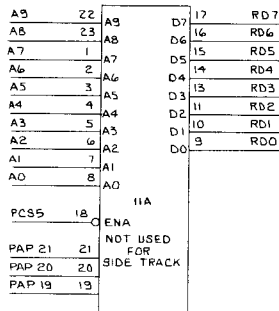 A9 22 A9 D7 17 RD7
A8 23 A8 D6 16 RD6
A7 1 A7 D5 15 RD5
A6 2 A6 D4 14 RD4
A5 3 A5 D3 13 RD3
A4 4 A4 D2 11 RD2
A3 5 A3 D1 10 RD1
A2 6 A2 D0 9 RD0
A1 7 A1
A0 8 A0
11A
PCS5 18 ENA
NOT USED
PAP 21 21 FOR
PAP 20 20 SIDE TRACK
PAP 19 19